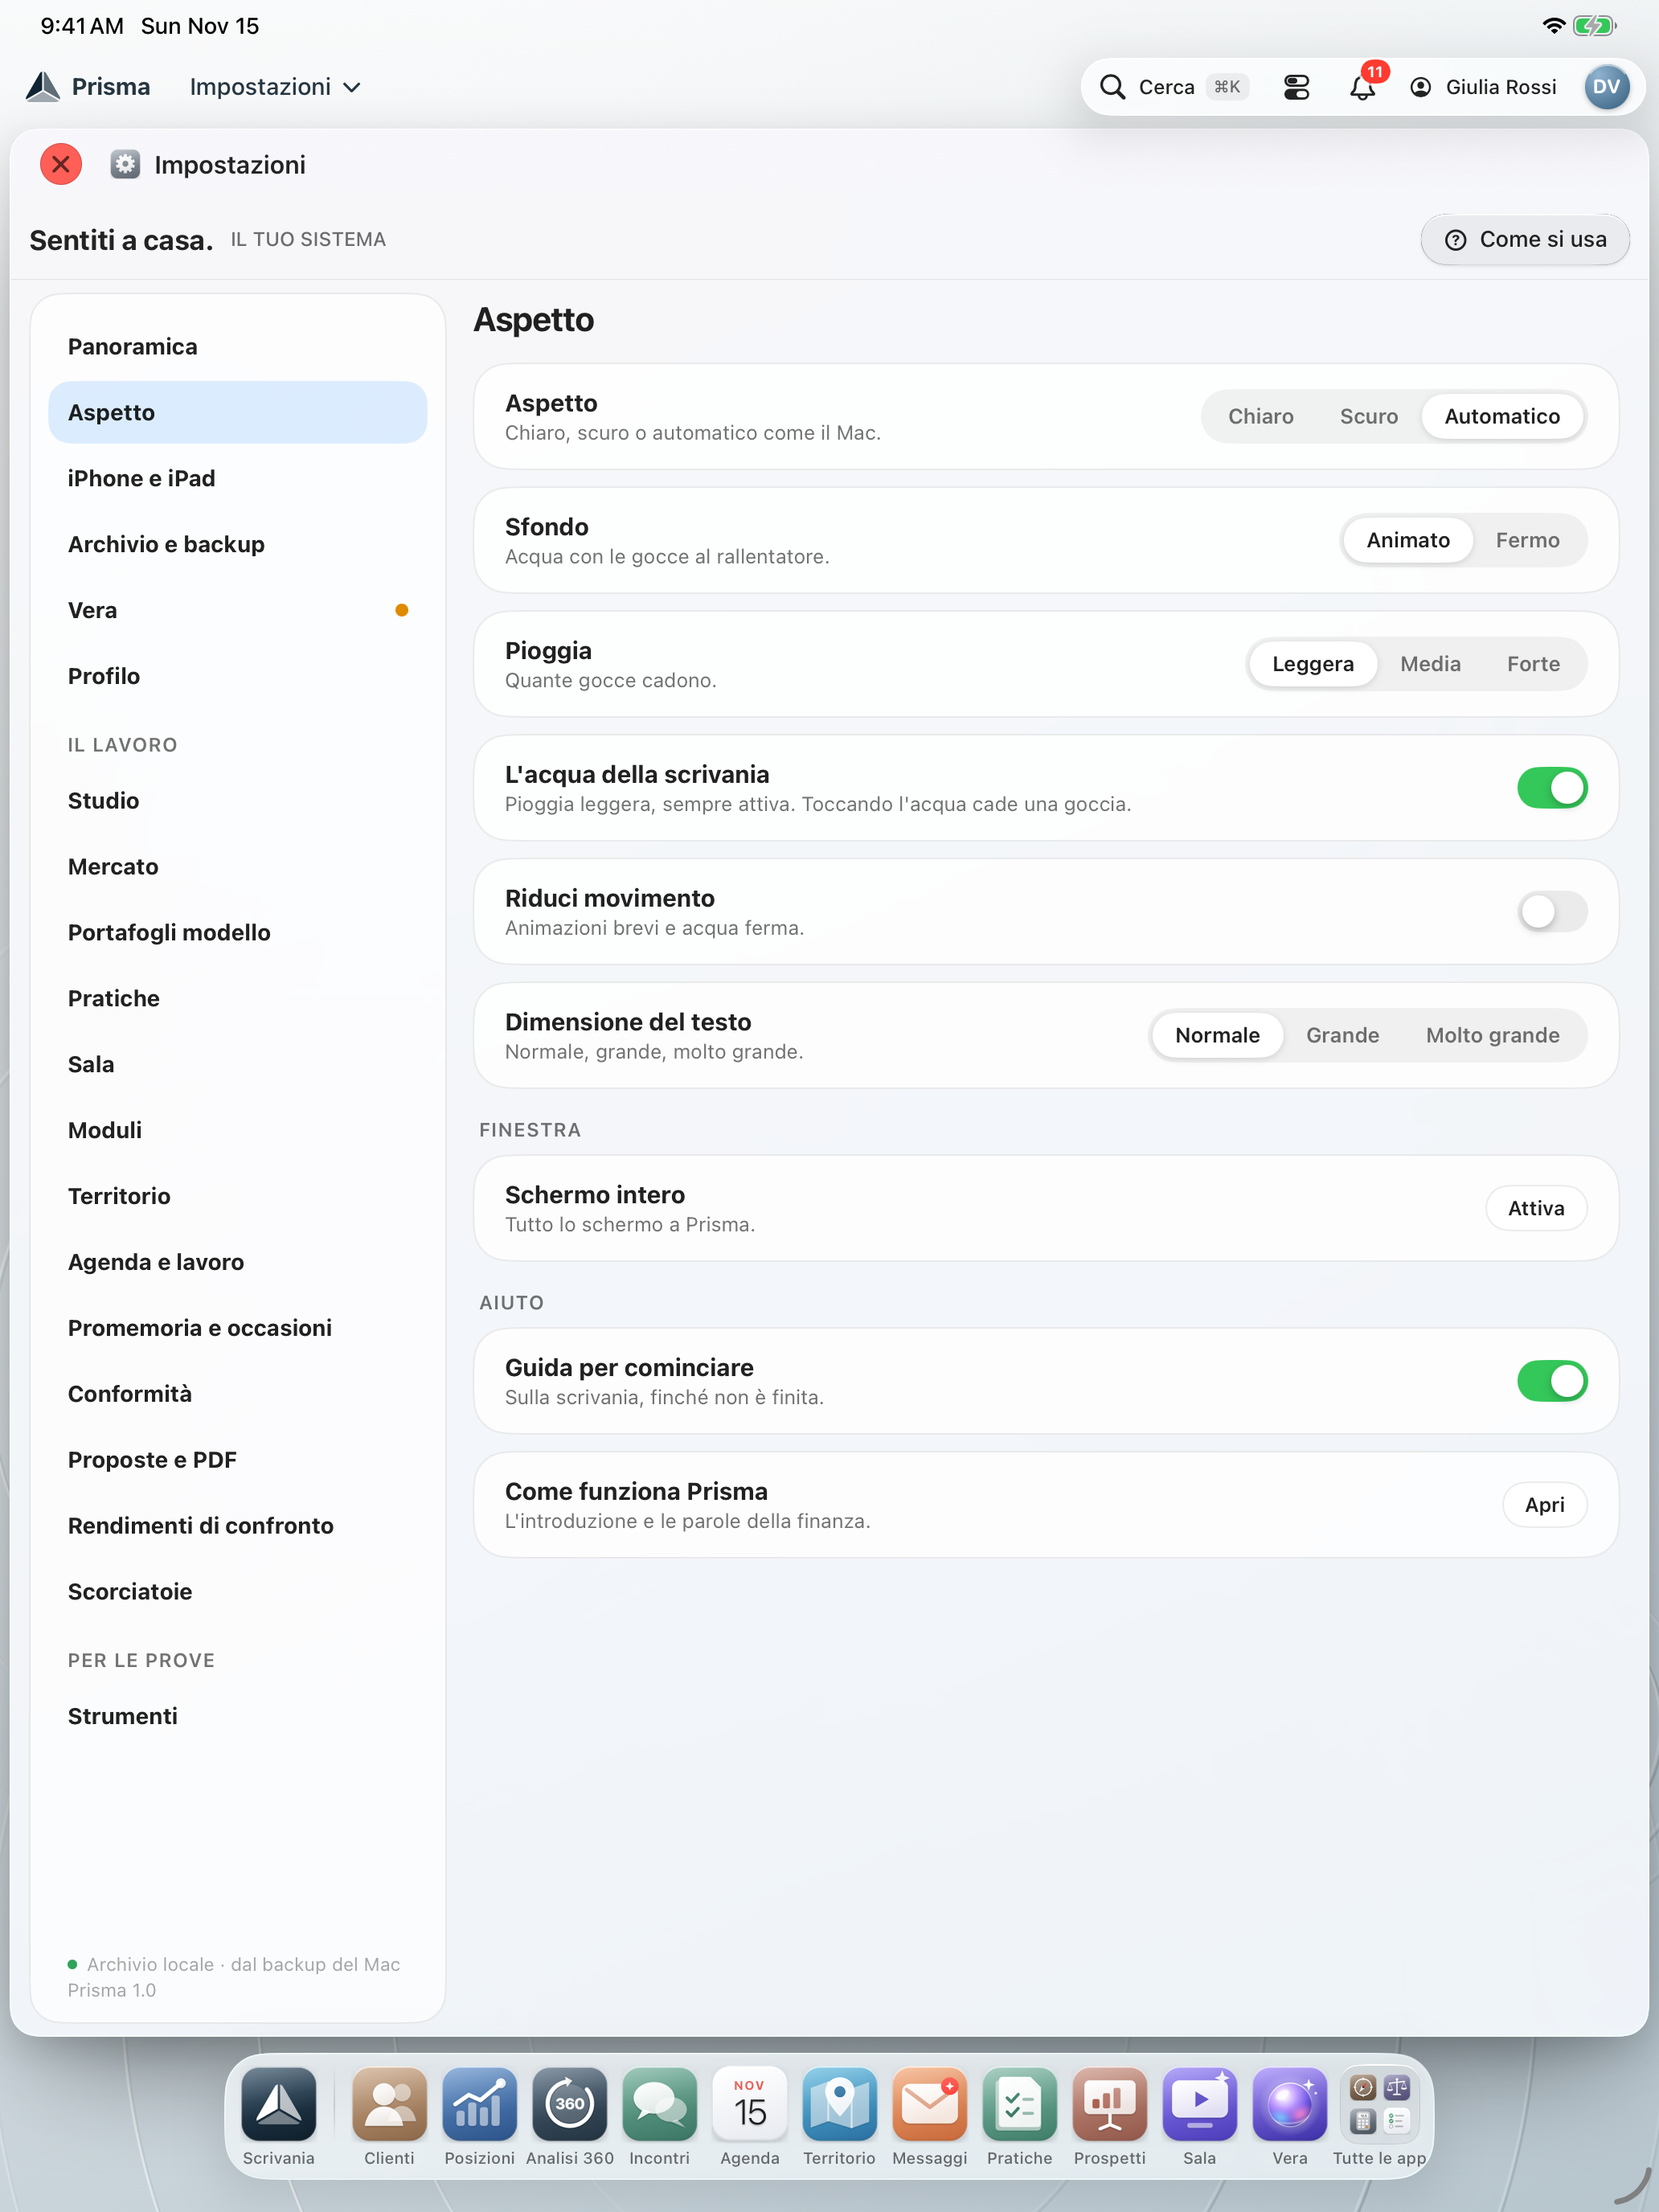 9:41 AM Sun Nov 15
Prisma Impostazioni Cerca ⌘K 11 Giulia Rossi DV
Impostazioni
Sentiti a casa. IL TUO SISTEMA Come si usa
Panoramica
Aspetto
iPhone e iPad
Archivio e backup
Vera
Profilo
IL LAVORO
Studio
Mercato
Portafogli modello
Pratiche
Sala
Moduli
Territorio
Agenda e lavoro
Promemoria e occasioni
Conformità
Proposte e PDF
Rendimenti di confronto
Scorciatoie
PER LE PROVE
Strumenti
Archivio locale · dal backup del Mac
Prisma 1.0
Aspetto
Aspetto
Chiaro, scuro o automatico come il Mac.
Chiaro Scuro Automatico
Sfondo
Acqua con le gocce al rallentatore.
Animato Fermo
Pioggia
Quante gocce cadono.
Leggera Media Forte
L'acqua della scrivania
Pioggia leggera, sempre attiva. Toccando l'acqua cade una goccia.
Riduci movimento
Animazioni brevi e acqua ferma.
Dimensione del testo
Normale, grande, molto grande.
Normale Grande Molto grande
FINESTRA
Schermo intero
Tutto lo schermo a Prisma.
Attiva
AIUTO
Guida per cominciare
Sulla scrivania, finché non è finita.
Come funziona Prisma
L'introduzione e le parole della finanza.
Apri
360
NOV
15
Scrivania Clienti Posizioni Analisi 360 Incontri Agenda Territorio Messaggi Pratiche Prospetti Sala Vera Tutte le app